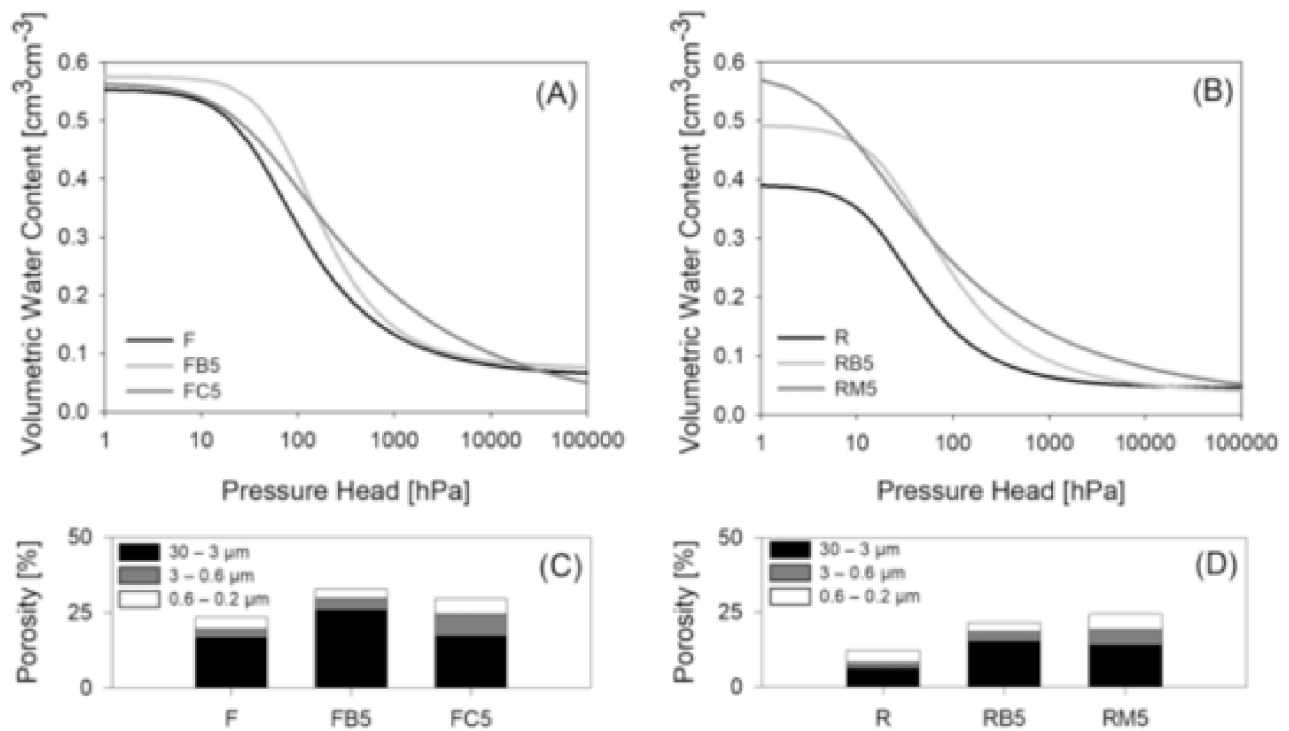 Volumetric Water Content [cm³cm⁻³]
0.6
0.5
0.4
0.3
0.2
0.1
0.0
(A)
F
FB5
FC5
1 10 100 1000 10000 100000
Pressure Head [hPa]
Volumetric Water Content [cm³cm⁻³]
0.6
0.5
0.4
0.3
0.2
0.1
0.0
(B)
R
RB5
RM5
1 10 100 1000 10000 100000
Pressure Head [hPa]
Porosity [%]
50
25
0
30 – 3 µm
3 – 0.6 µm
0.6 – 0.2 µm
(C)
F FB5 FC5
Porosity [%]
50
25
0
30 – 3 µm
3 – 0.6 µm
0.6 – 0.2 µm
(D)
R RB5 RM5